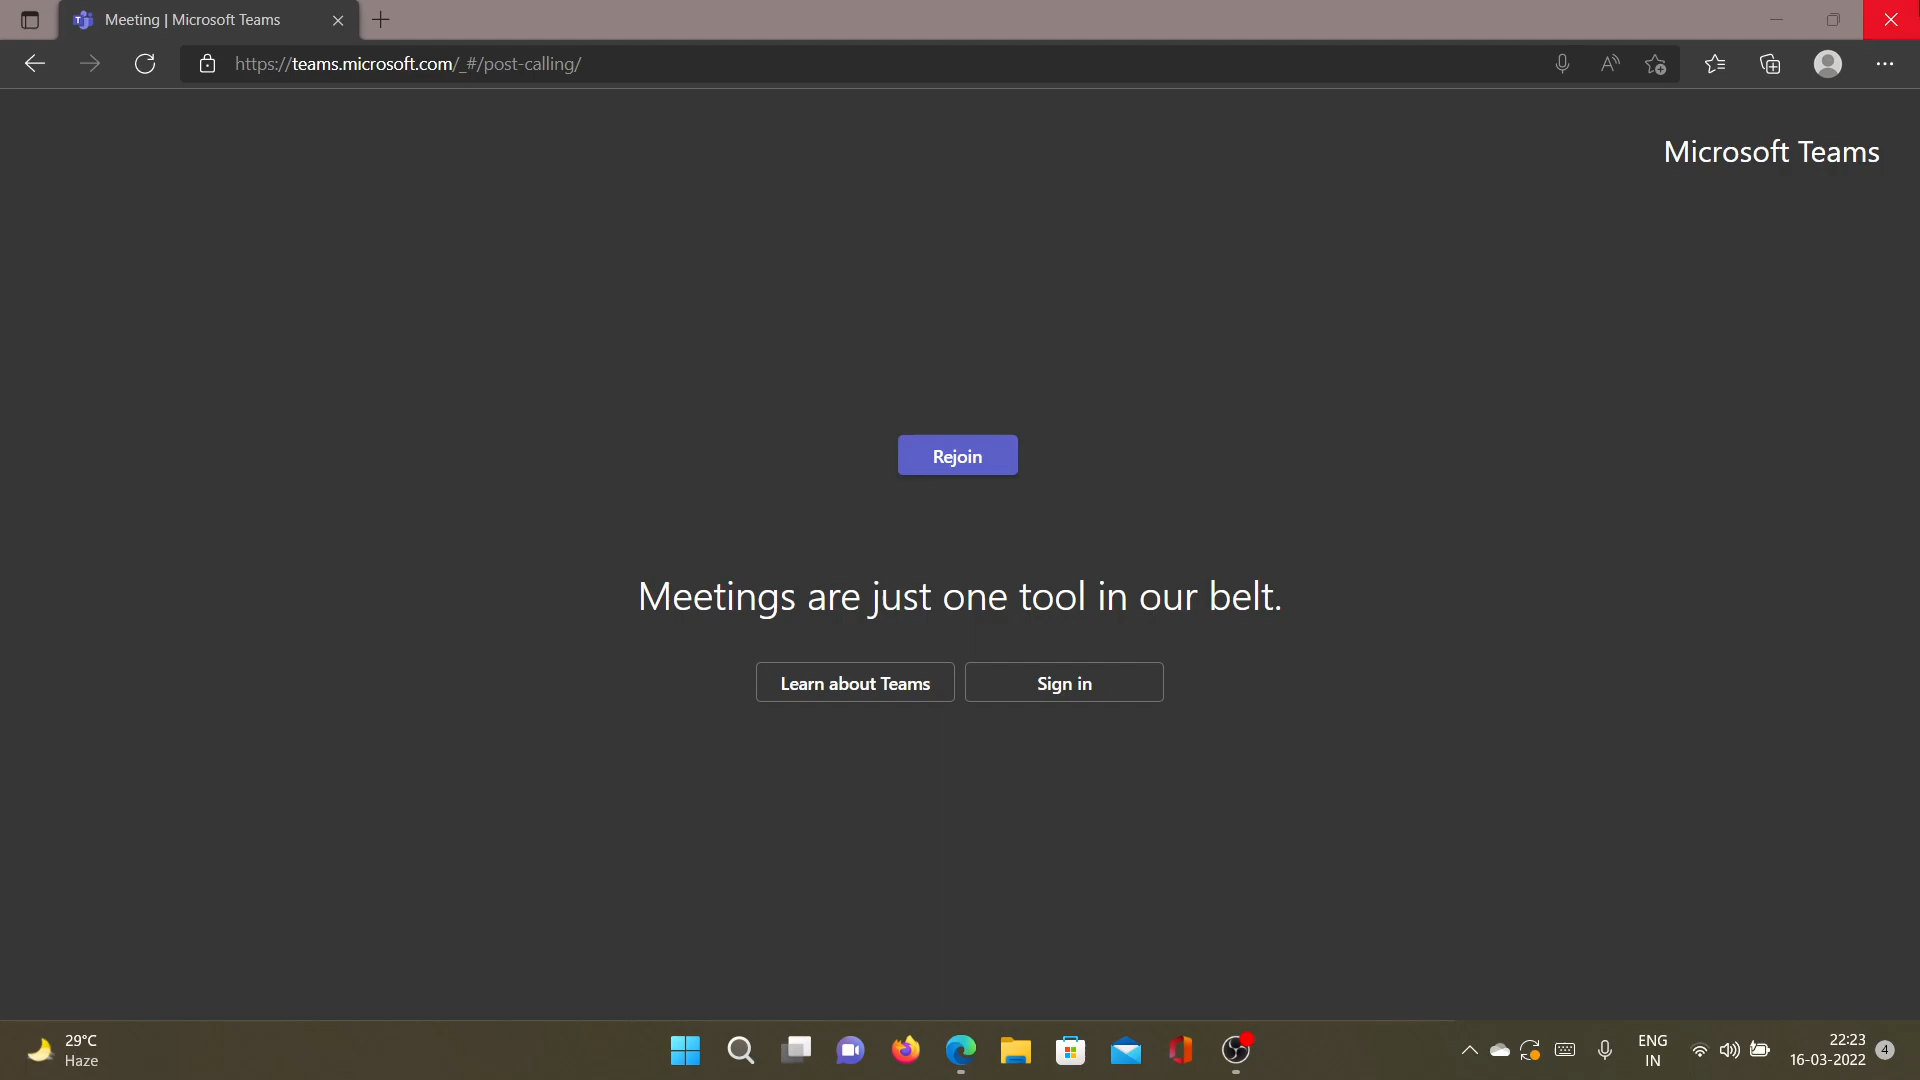 Meeting | Microsoft Teams
https://teams.microsoft.com/_#/post-calling/
Microsoft Teams
Rejoin
Meetings are just one tool in our belt.
Learn about Teams
Sign in
29°C
Haze
ENG
IN
22:23
16-03-2022
4